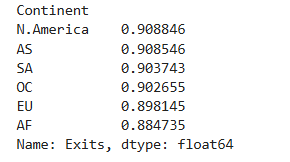 Continent
N.America    0.908846
AS           0.908546
SA           0.903743
OC           0.902655
EU           0.898145
AF           0.884735
Name: Exits, dtype: float64